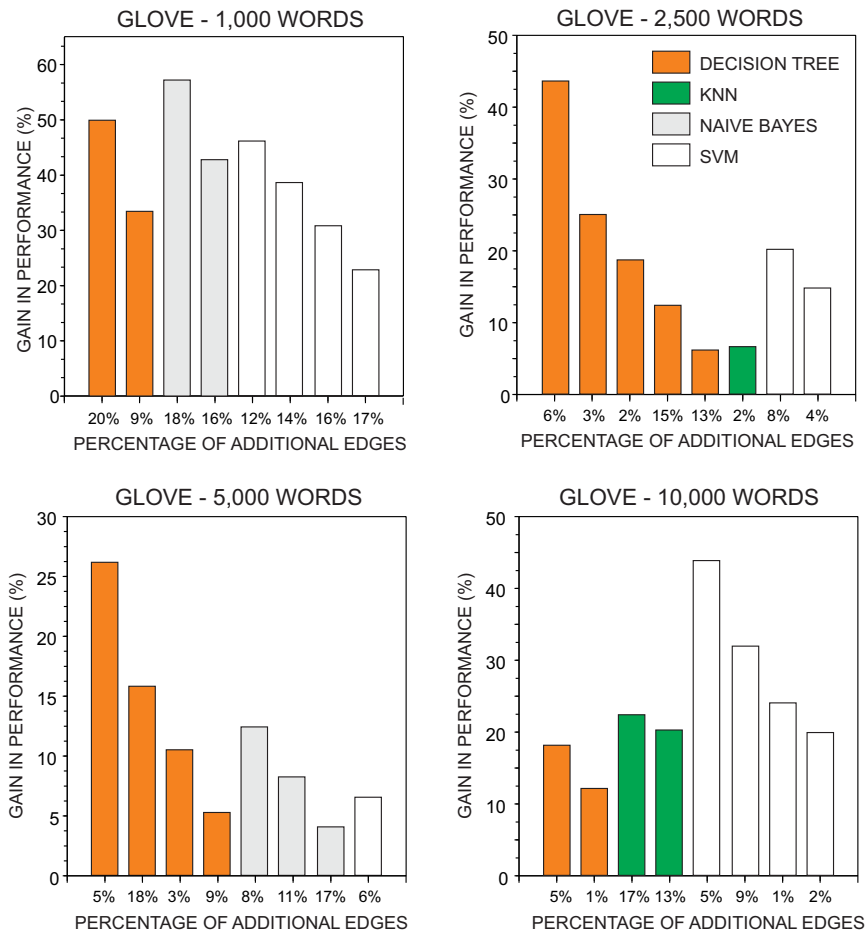 GLOVE - 1,000 WORDS
GAIN IN PERFORMANCE (%)
60
50
40
30
20
10
0
20% 9% 18% 16% 12% 14% 16% 17%
PERCENTAGE OF ADDITIONAL EDGES
GLOVE - 2,500 WORDS
GAIN IN PERFORMANCE (%)
50
40
30
20
10
0
DECISION TREE
KNN
NAIVE BAYES
SVM
6% 3% 2% 15% 13% 2% 8% 4%
PERCENTAGE OF ADDITIONAL EDGES
GLOVE - 5,000 WORDS
GAIN IN PERFORMANCE (%)
30
25
20
15
10
5
0
5% 18% 3% 9% 8% 11% 17% 6%
PERCENTAGE OF ADDITIONAL EDGES
GLOVE - 10,000 WORDS
GAIN IN PERFORMANCE (%)
50
40
30
20
10
0
5% 1% 17% 13% 5% 9% 1% 2%
PERCENTAGE OF ADDITIONAL EDGES